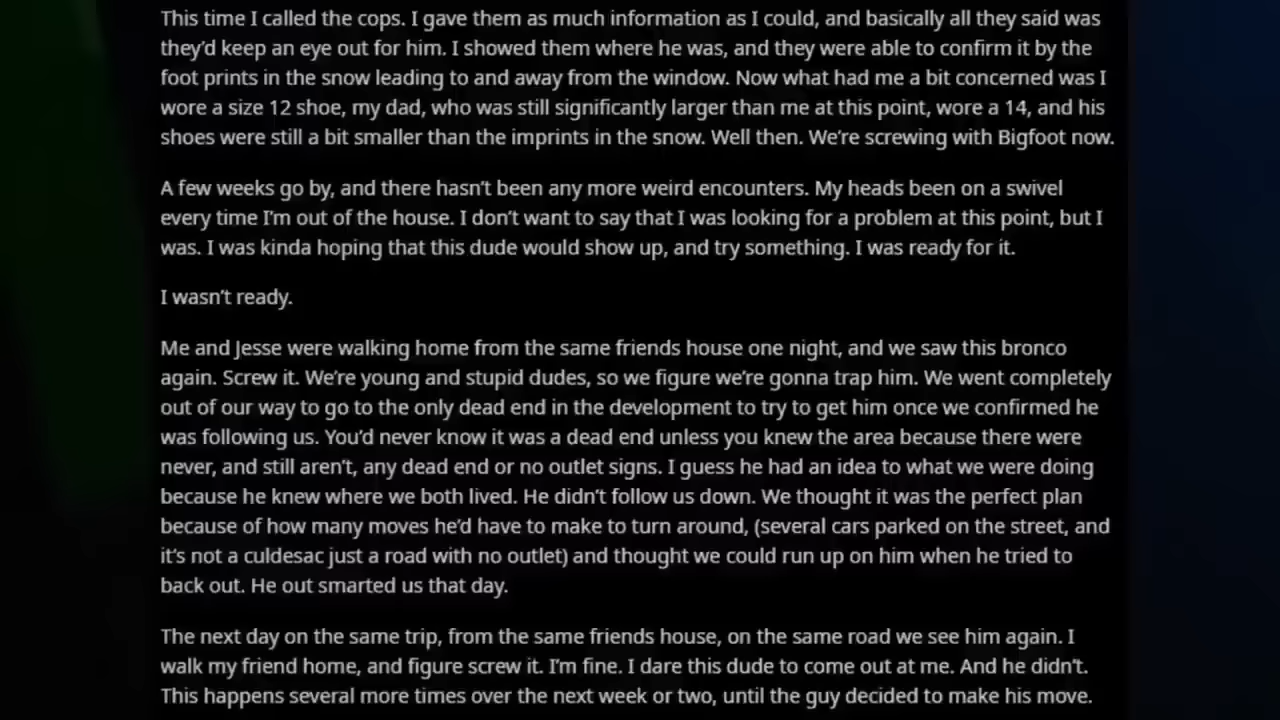 This time I called the cops. I gave them as much information as I could, and basically all they said was
they'd keep an eye out for him. I showed them where he was, and they were able to confirm it by the
foot prints in the snow leading to and away from the window. Now what had me a bit concerned was I
wore a size 12 shoe, my dad, who was still significantly larger than me at this point, wore a 14, and his
shoes were still a bit smaller than the imprints in the snow. Well then. We're screwing with Bigfoot now.
A few weeks go by, and there hasn't been any more weird encounters. My heads been on a swivel
every time I'm out of the house. I don't want to say that I was looking for a problem at this point, but I
was. I was kinda hoping that this dude would show up, and try something. I was ready for it.
I wasn't ready.
Me and Jesse were walking home from the same friends house one night, and we saw this bronco
again. Screw it. We're young and stupid dudes, so we figure we're gonna trap him. We went completely
out of our way to go to the only dead end in the development to try to get him once we confirmed he
was following us. You'd never know it was a dead end unless you knew the area because there were
never, and still aren't, any dead end or no outlet signs. I guess he had an idea to what we were doing
because he knew where we both lived. He didn't follow us down. We thought it was the perfect plan
because of how many moves he'd have to make to turn around, (several cars parked on the street, and
it's not a culdesac just a road with no outlet) and thought we could run up on him when he tried to
back out. He out smarted us that day.
The next day on the same trip, from the same friends house, on the same road we see him again. I
walk my friend home, and figure screw it. I'm fine. I dare this dude to come out at me. And he didn't.
This happens several more times over the next week or two, until the guy decided to make his move.